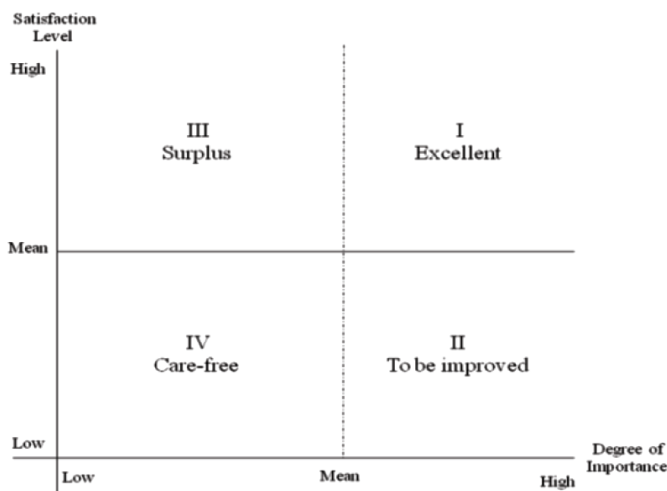 Satisfaction
Level
High
III
Surplus
I
Excellent
Mean
IV
Care-free
II
To be improved
Low
Low
Mean
High
Degree of
Importance